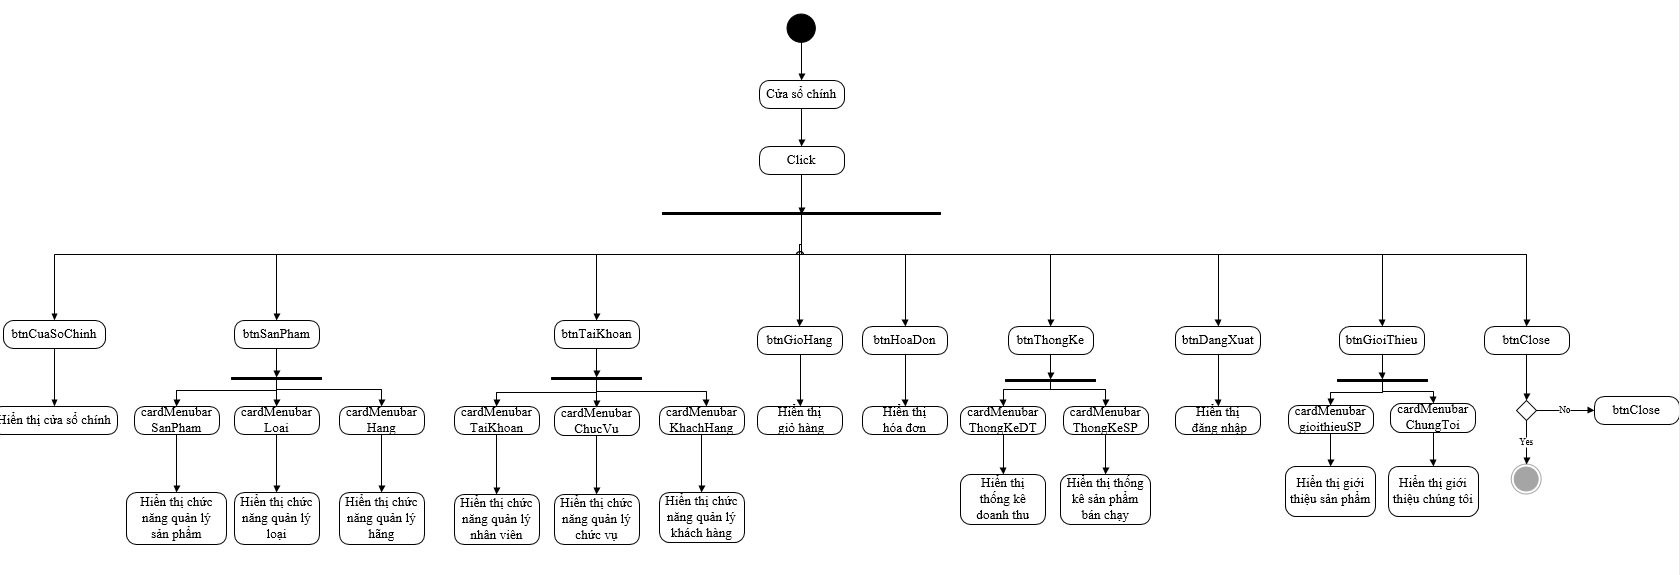 Cửa sổ chính
Click
btnCuaSoChinh
btnSanPham
btnTaiKhoan
btnGioHang
btnHoaDon
btnThongKe
btnDangXuat
btnGioiThieu
btnClose
Hiển thị cửa sổ chính
cardMenubar
SanPham
cardMenubar
Loai
cardMenubar
Hang
cardMenubar
TaiKhoan
cardMenubar
ChucVu
cardMenubar
KhachHang
Hiển thị
giỏ hàng
Hiển thị
hóa đơn
cardMenubar
ThongKeDT
cardMenubar
ThongKeSP
Hiển thị
đăng nhập
cardMenubar
gioithieuSP
cardMenubar
ChungToi
No
btnClose
Yes
Hiển thị chức
năng quản lý
sản phẩm
Hiển thị chức
năng quản lý
loại
Hiển thị chức
năng quản lý
hãng
Hiển thị chức
năng quản lý
nhân viên
Hiển thị chức
năng quản lý
chức vụ
Hiển thị chức
năng quản lý
khách hàng
Hiển thị
thống kê
doanh thu
Hiển thị thống
kê sản phẩm
bán chạy
Hiển thị giới
thiệu sản phẩm
Hiển thị giới
thiệu chúng tôi